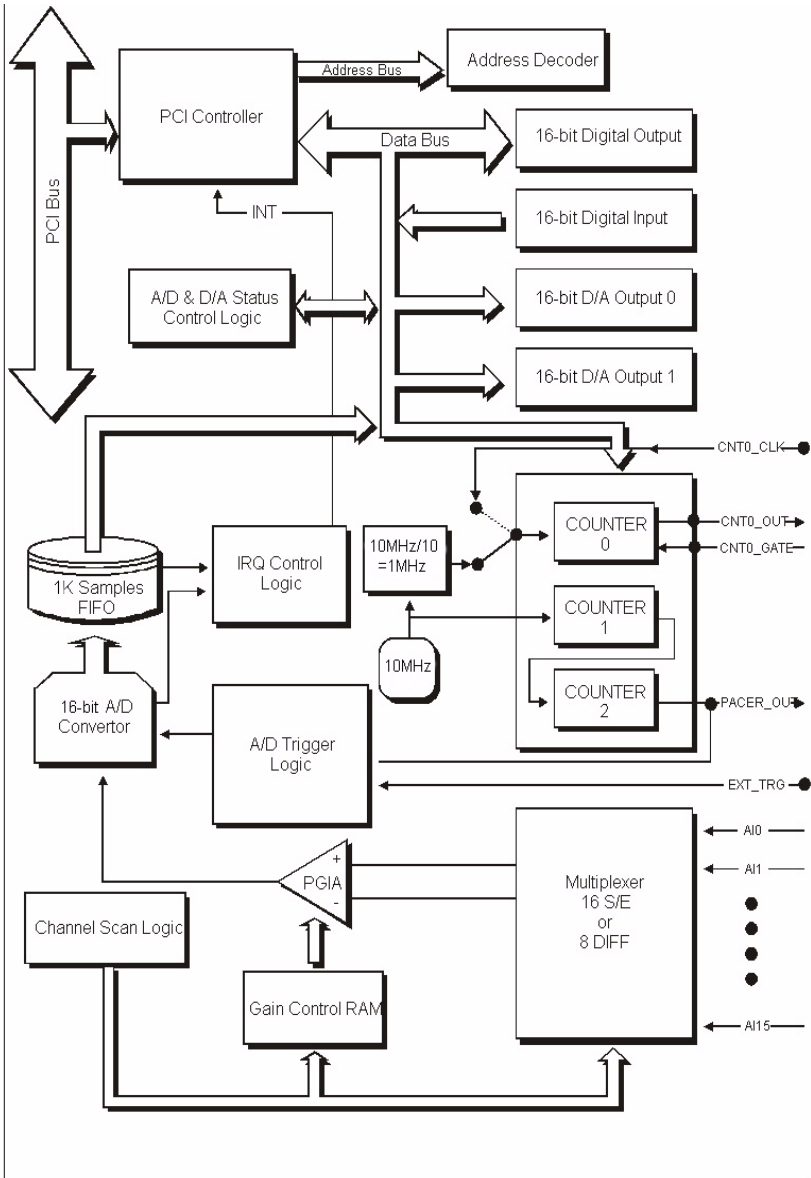 PCI Bus
PCI Controller
Address Bus
Address Decoder
Data Bus
16-bit Digital Output
INT
16-bit Digital Input
A/D & D/A Status
Control Logic
16-bit D/A Output 0
16-bit D/A Output 1
CNT0_CLK
1K Samples
FIFO
IRQ Control
Logic
10MHz/10
=1MHz
COUNTER
0
CNT0_OUT
CNT0_GATE
COUNTER
1
10MHz
16-bit A/D
Convertor
A/D Trigger
Logic
COUNTER
2
PACER_OUT
EXT_TRG
+
PGIA
-
Multiplexer
16 S/E
or
8 DIFF
AI0
AI1
AI15
Channel Scan Logic
Gain Control RAM